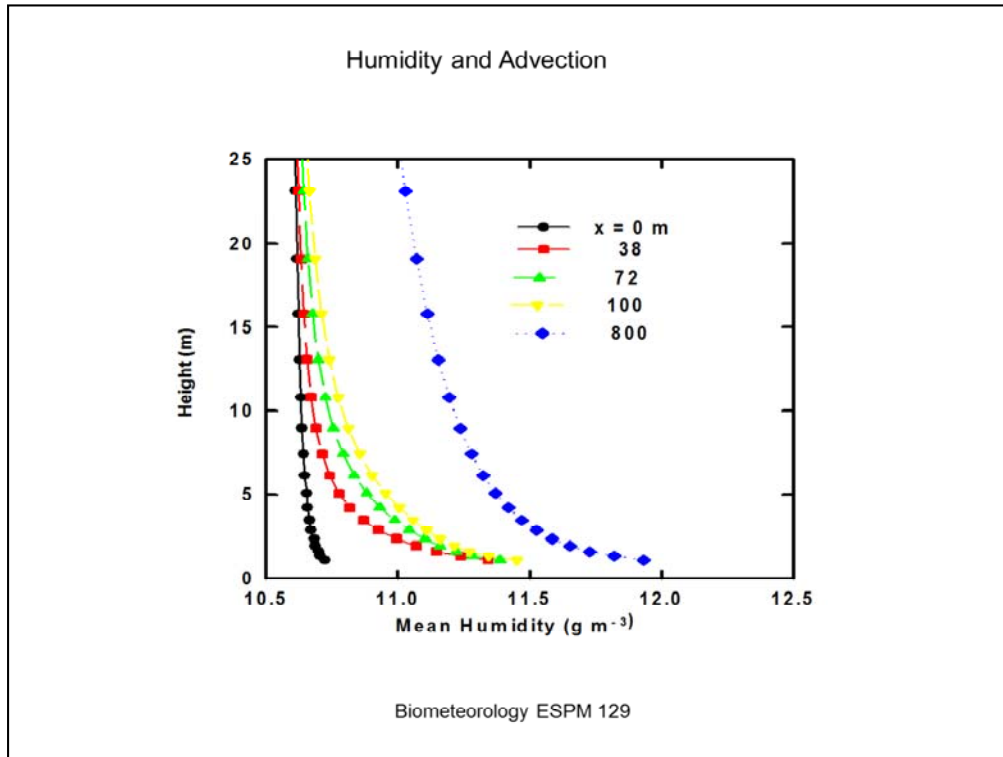 Humidity and Advection
25
20
15
10
5
0
Height (m)
x = 0 m
38
72
100
800
10.5 11.0 11.5 12.0 12.5
Mean Humidity (g m⁻³)
Biometeorology ESPM 129